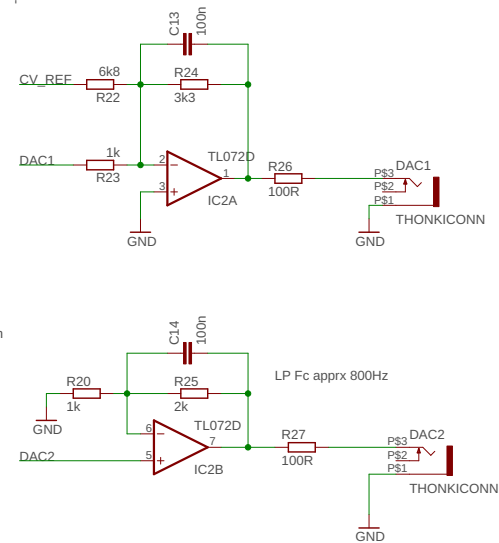 C13
100n
CV_REF
6k8
R22
R24
3k3
DAC1
1k
R23
2
3
1
TL072D
IC2A
R26
100R
P$3
P$2
P$1
DAC1
THONKICONN
GND
GND
C14
100n
n
LP Fc apprx 800Hz
R20
1k
R25
2k
GND
DAC2
6
5
7
TL072D
IC2B
R27
100R
P$3
P$2
P$1
DAC2
THONKICONN
GND